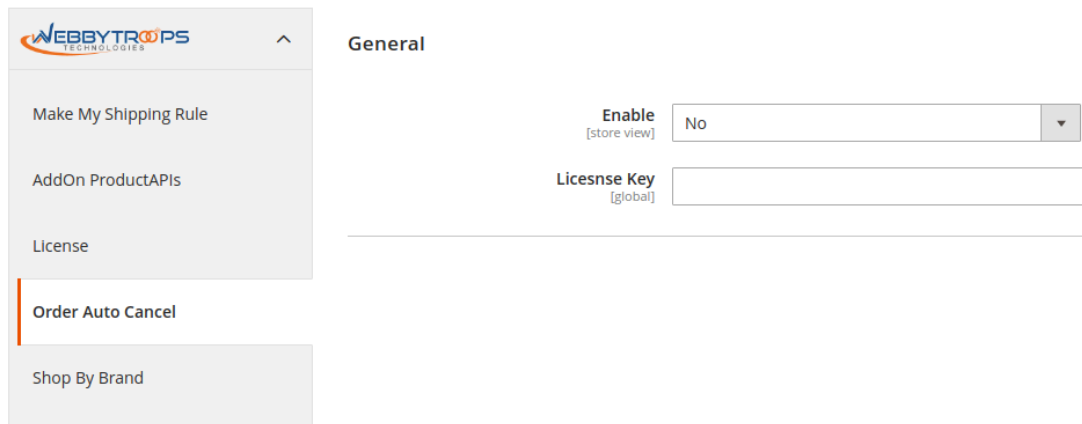 WEBBYTROOPS
TECHNOLOGIES
Make My Shipping Rule
AddOn ProductAPIs
License
Order Auto Cancel
Shop By Brand
General
Enable
[store view]
No
Licesnse Key
[global]